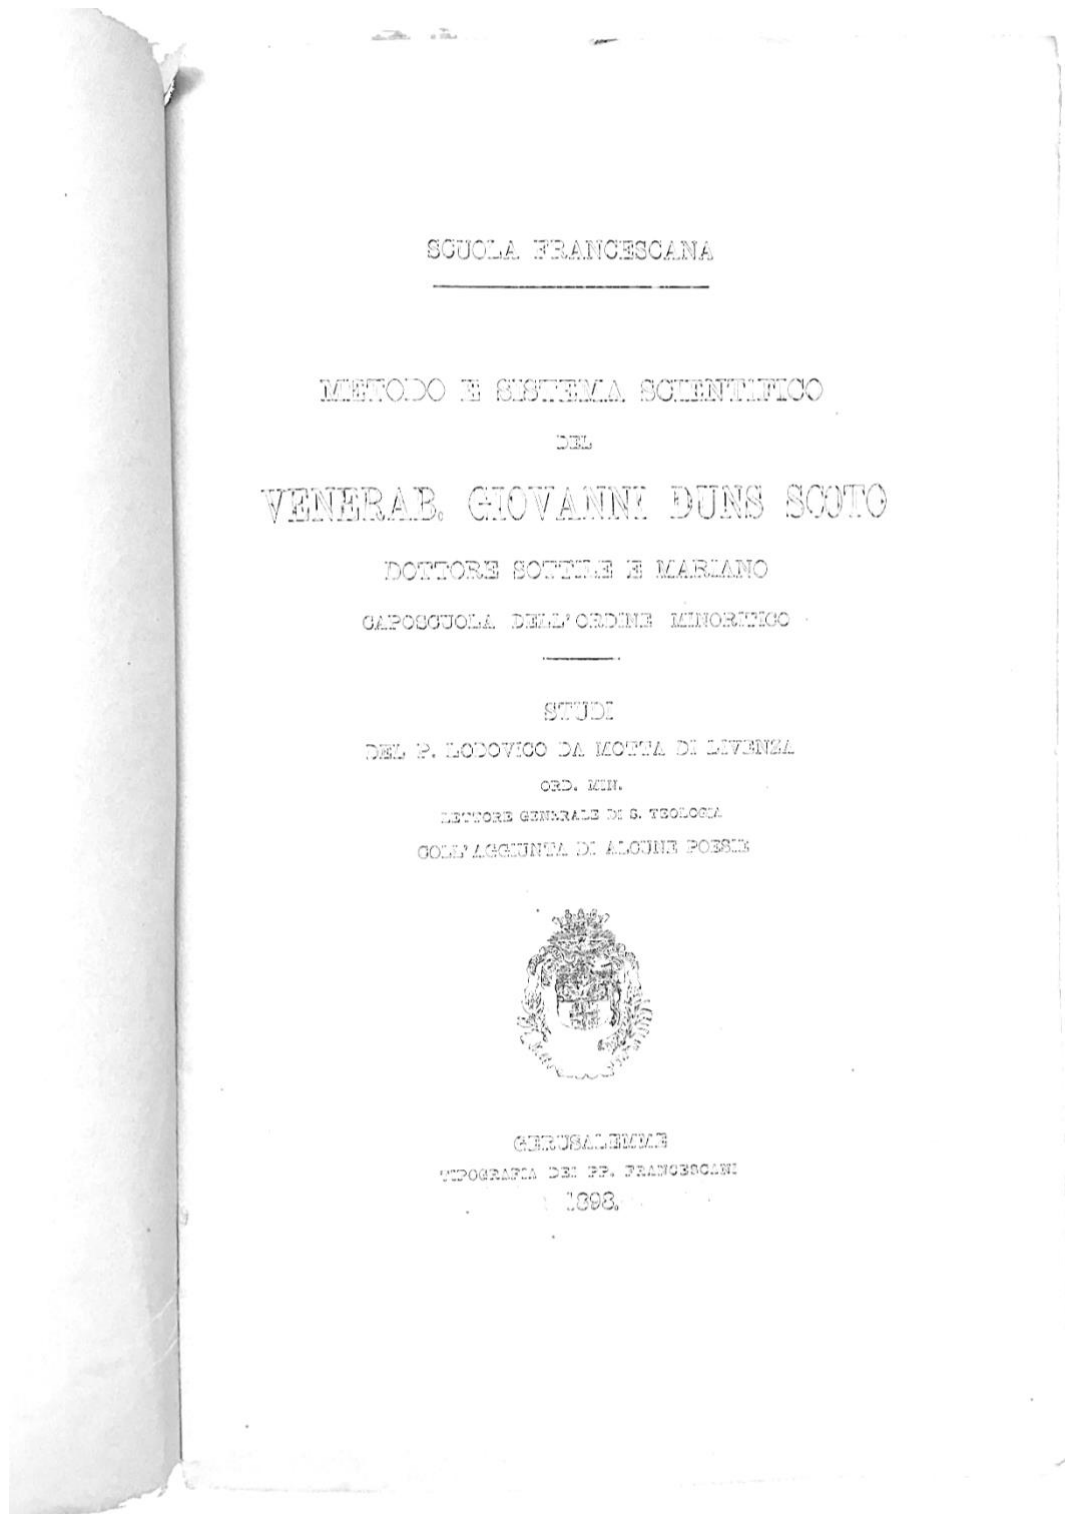 SCUOLA FRANCESCANA
METODO E SISTEMA SCIENTIFICO
DEL
VENERAB. GIOVANNI DUNS SCOTO
DOTTORE SOTTILE E MARIANO
CAPOSCUOLA DELL'ORDINE MINORITICO
STUDI
DEL P. LODOVICO DA MOTTA DI LIVENZA
ORD. MIN.
LETTORE GENERALE DI S. TEOLOGIA
COLL'AGGIUNTA DI ALCUNE POESIE
GERUSALEMME
TIPOGRAFIA DEI PP. FRANCESCANI
1898.